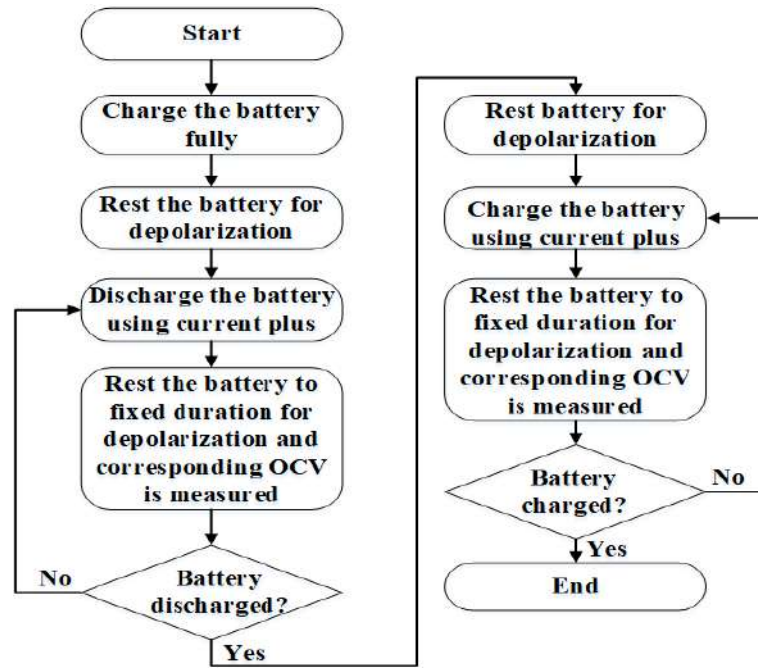 Start
Charge the battery
fully
Rest the battery for
depolarization
Discharge the battery
using current plus
Rest the battery to
fixed duration for
depolarization and
corresponding OCV
is measured
No
Battery
discharged?
Yes
Rest battery for
depolarization
Charge the battery
using current plus
Rest the battery to
fixed duration for
depolarization and
corresponding OCV
is measured
Battery
charged?
No
Yes
End